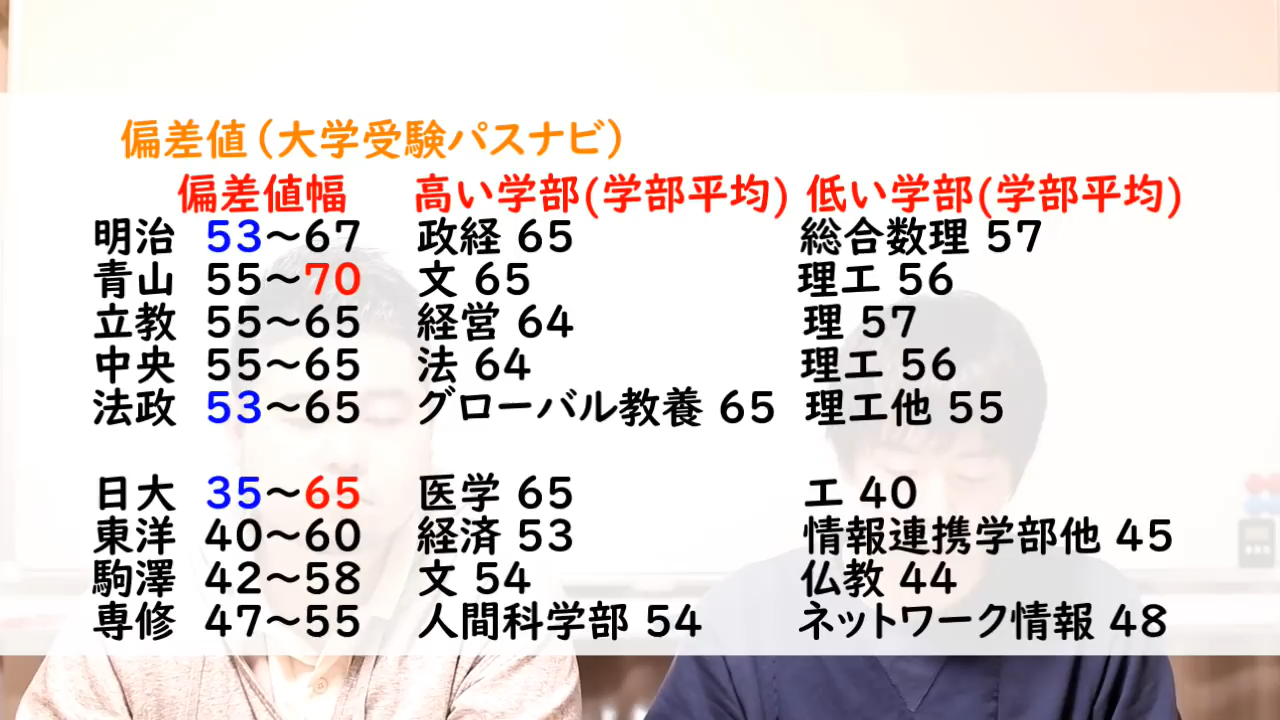 偏差値(大学受験パスナビ)
偏差値幅 高い学部(学部平均) 低い学部(学部平均)
明治 53～67 政経 65 総合数理 57
青山 55～70 文 65 理工 56
立教 55～65 経営 64 理 57
中央 55～65 法 64 理工 56
法政 53～65 グローバル教養 65 理工他 55
日大 35～65 医学 65 工 40
東洋 40～60 経済 53 情報連携学部他 45
駒澤 42～58 文 54 仏教 44
専修 47～55 人間科学部 54 ネットワーク情報 48